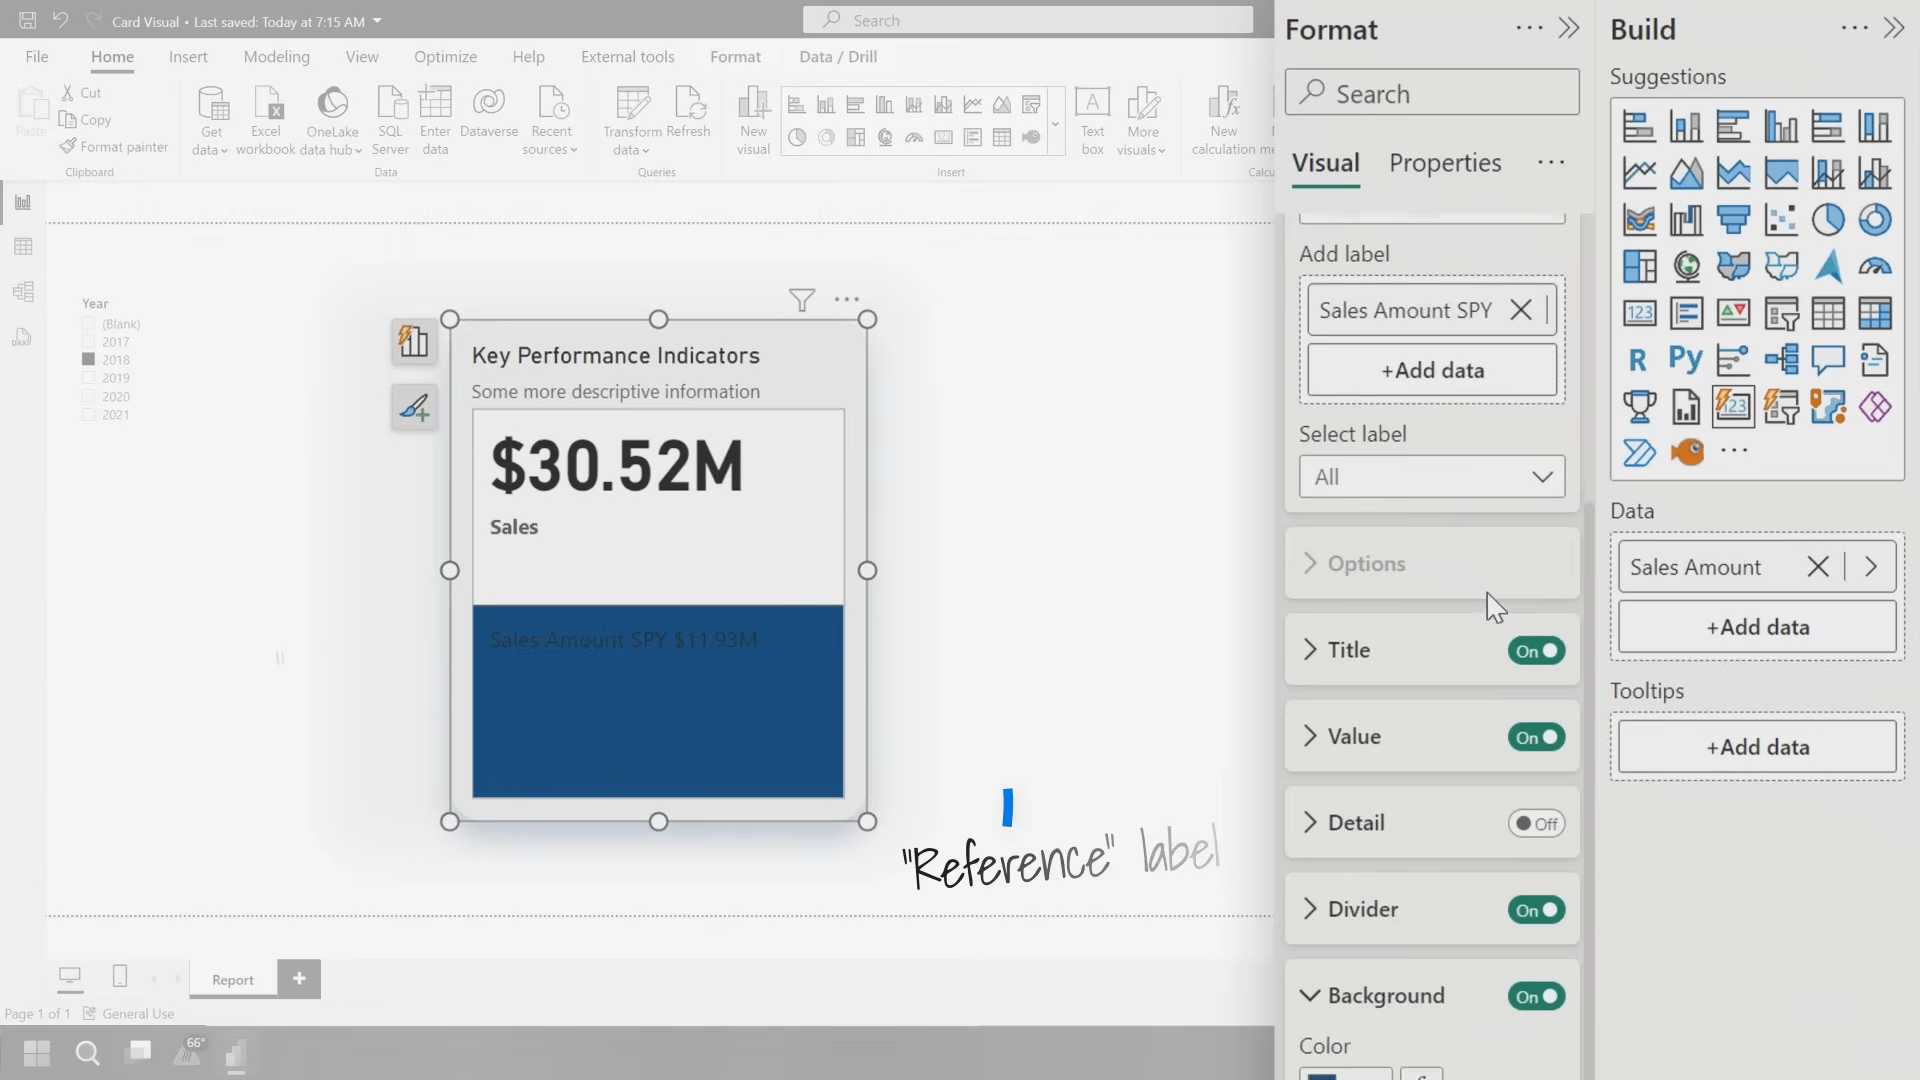 Card Visual • Last saved: Today at 7:15 AM
Search
File Home Insert Modeling View Optimize Help External tools Format Data / Drill
Paste
Cut
Copy
Format painter
Clipboard
Get data
Excel workbook
OneLake data hub
SQL Server
Enter data
Dataverse
Recent sources
Data
Transform data
Refresh
Queries
New visual
Text box
More visuals
Insert
New calculation
Year
(Blank)
2017
2018
2019
2020
2021
Key Performance Indicators
Some more descriptive information
$30.52M
Sales
Sales Amount SPY $11.93M
"Reference" label
Report
Page 1 of 1
General Use
66°
Format
Search
Visual Properties
Add label
Sales Amount SPY
+Add data
Select label
All
Options
Title On
Value On
Detail Off
Divider On
Background On
Color
Build
Suggestions
123
R Py
123
Data
Sales Amount
+Add data
Tooltips
+Add data